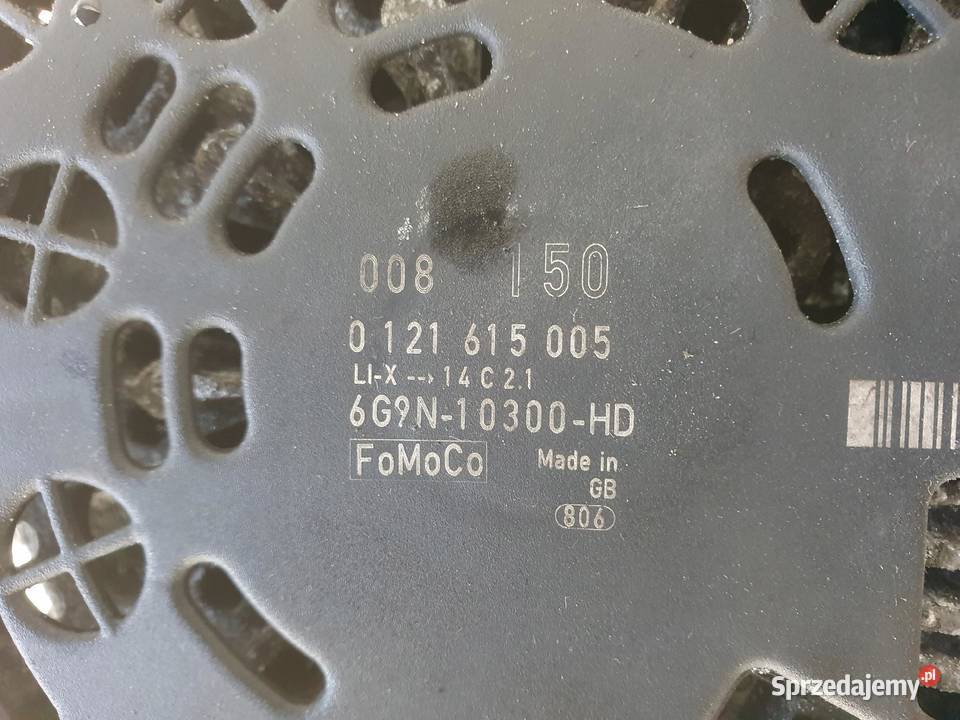 008 150
0 121 615 005
LI-X --> 14 C 2.1
6G9N-10300-HD
FoMoCo Made in
GB
806
Sprzedajemy.pl